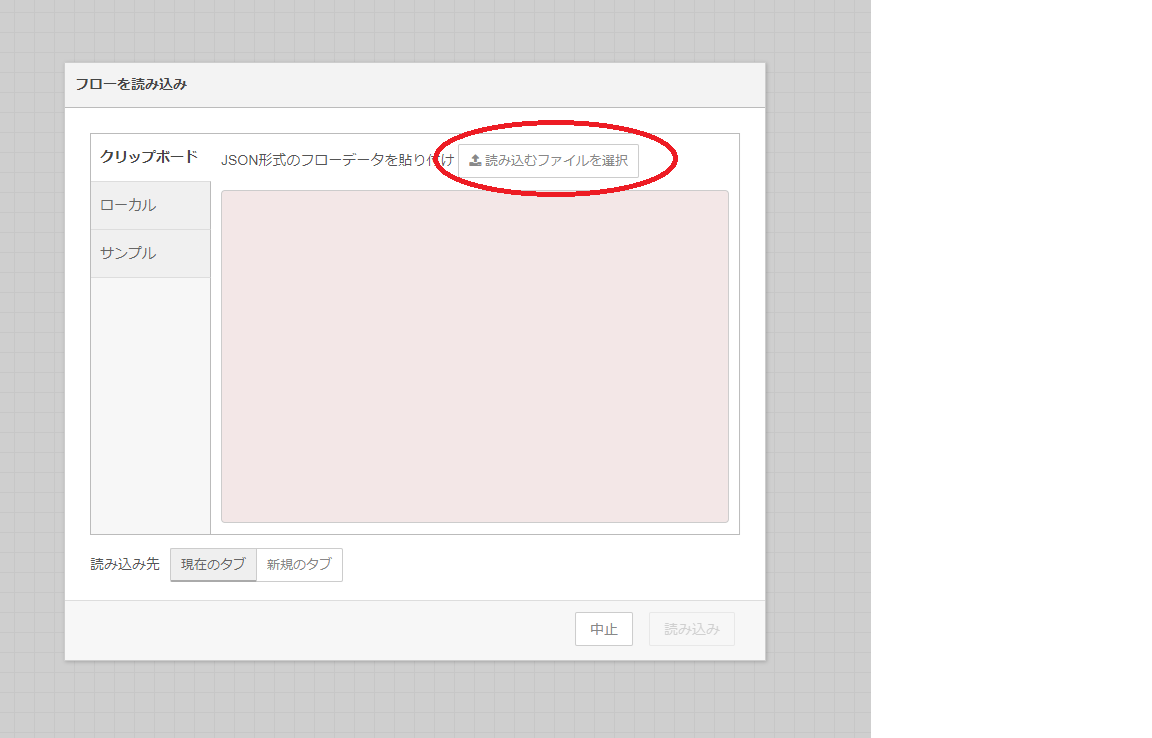 フローを読み込み
クリップボード
JSON形式のフローデータを貼り付け 読み込むファイルを選択
ローカル
サンプル
読み込み先 現在のタブ 新規のタブ
中止 読み込み